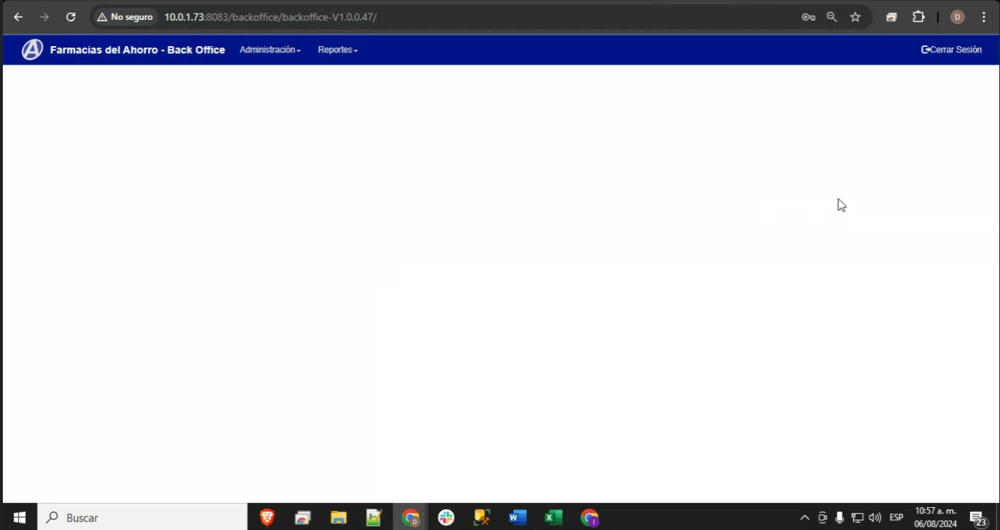 No seguro 10.0.1.73:8083/backoffice/backoffice-V1.0.0.47/ D
Farmacias del Ahorro - Back Office Administración Reportes Cerrar Sesión
Buscar ESP 10:57 a. m.
06/08/2024 23